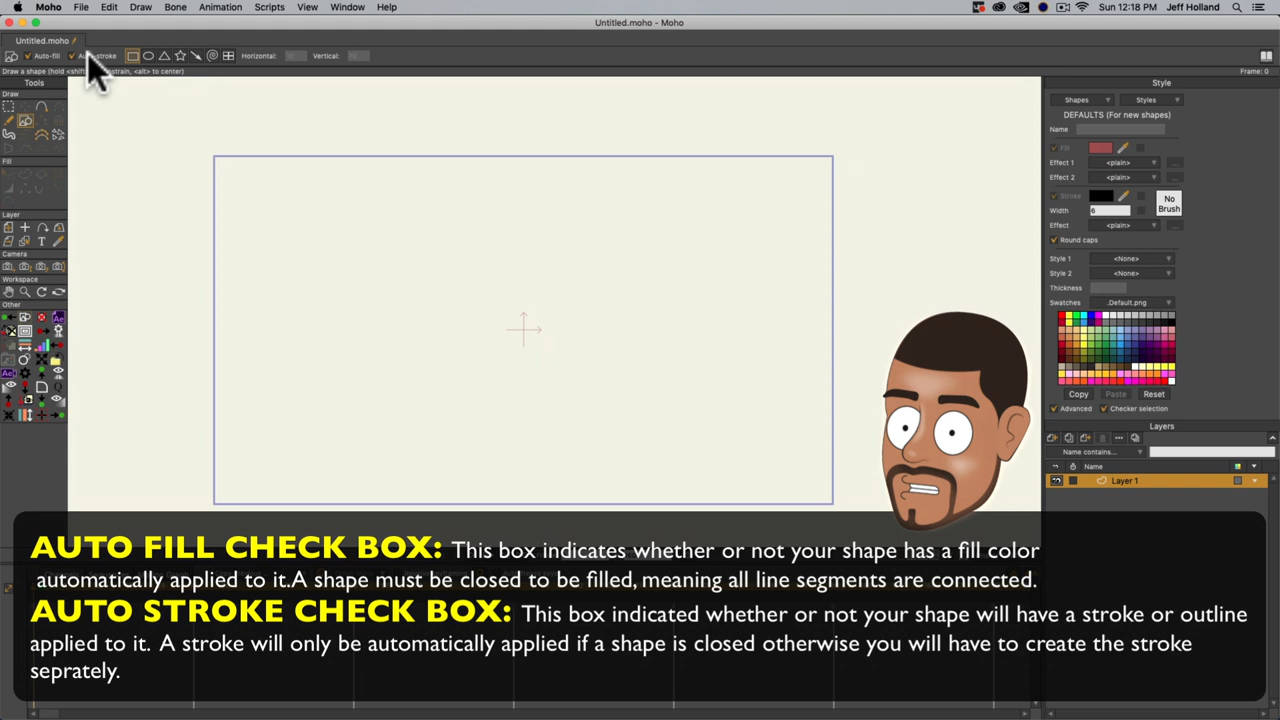 Moho File Edit Draw Bone Animation Scripts View Window Help Sun 12:18 PM Jeff Holland
Untitled.moho - Moho
Untitled.moho
Auto-fill Horizontal: Vertical:
Frame: 0
Tools
Style
Draw
Shapes Styles
DEFAULTS (For new shapes)
Name
Fill
Effect 1 <plain>
Effect 2 <plain>
Stroke
No
Brush
Width 6
Effect <plain>
Round caps
Style 1 <None>
Style 2 <None>
Thickness
Swatches .Default.png
Copy Paste Reset
Advanced Checker selection
Fill
Layer
Camera
Workspace
Other
Layers
Name contains...
Name
Layer 1
AUTO FILL CHECK BOX: This box indicates whether or not your shape has a fill color
automatically applied to it.A shape must be closed to be filled, meaning all line segments are connected.
AUTO STROKE CHECK BOX: This box indicated whether or not your shape will have a stroke or outline
applied to it. A stroke will only be automatically applied if a shape is closed otherwise you will have to create the stroke
seprately.